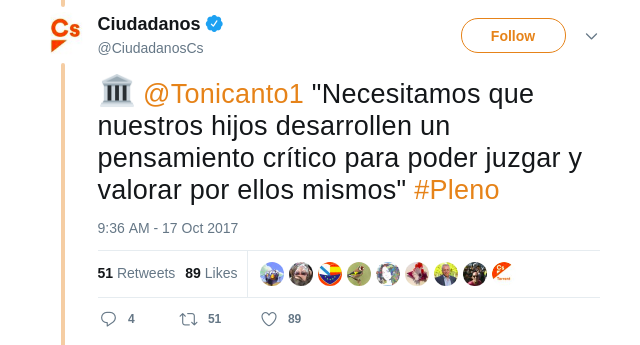 Cs
Ciudadanos
@CiudadanosCs
Follow
@Tonicanto1 "Necesitamos que
nuestros hijos desarrollen un
pensamiento crítico para poder juzgar y
valorar por ellos mismos" #Pleno
9:36 AM - 17 Oct 2017
51 Retweets 89 Likes
4 51 89